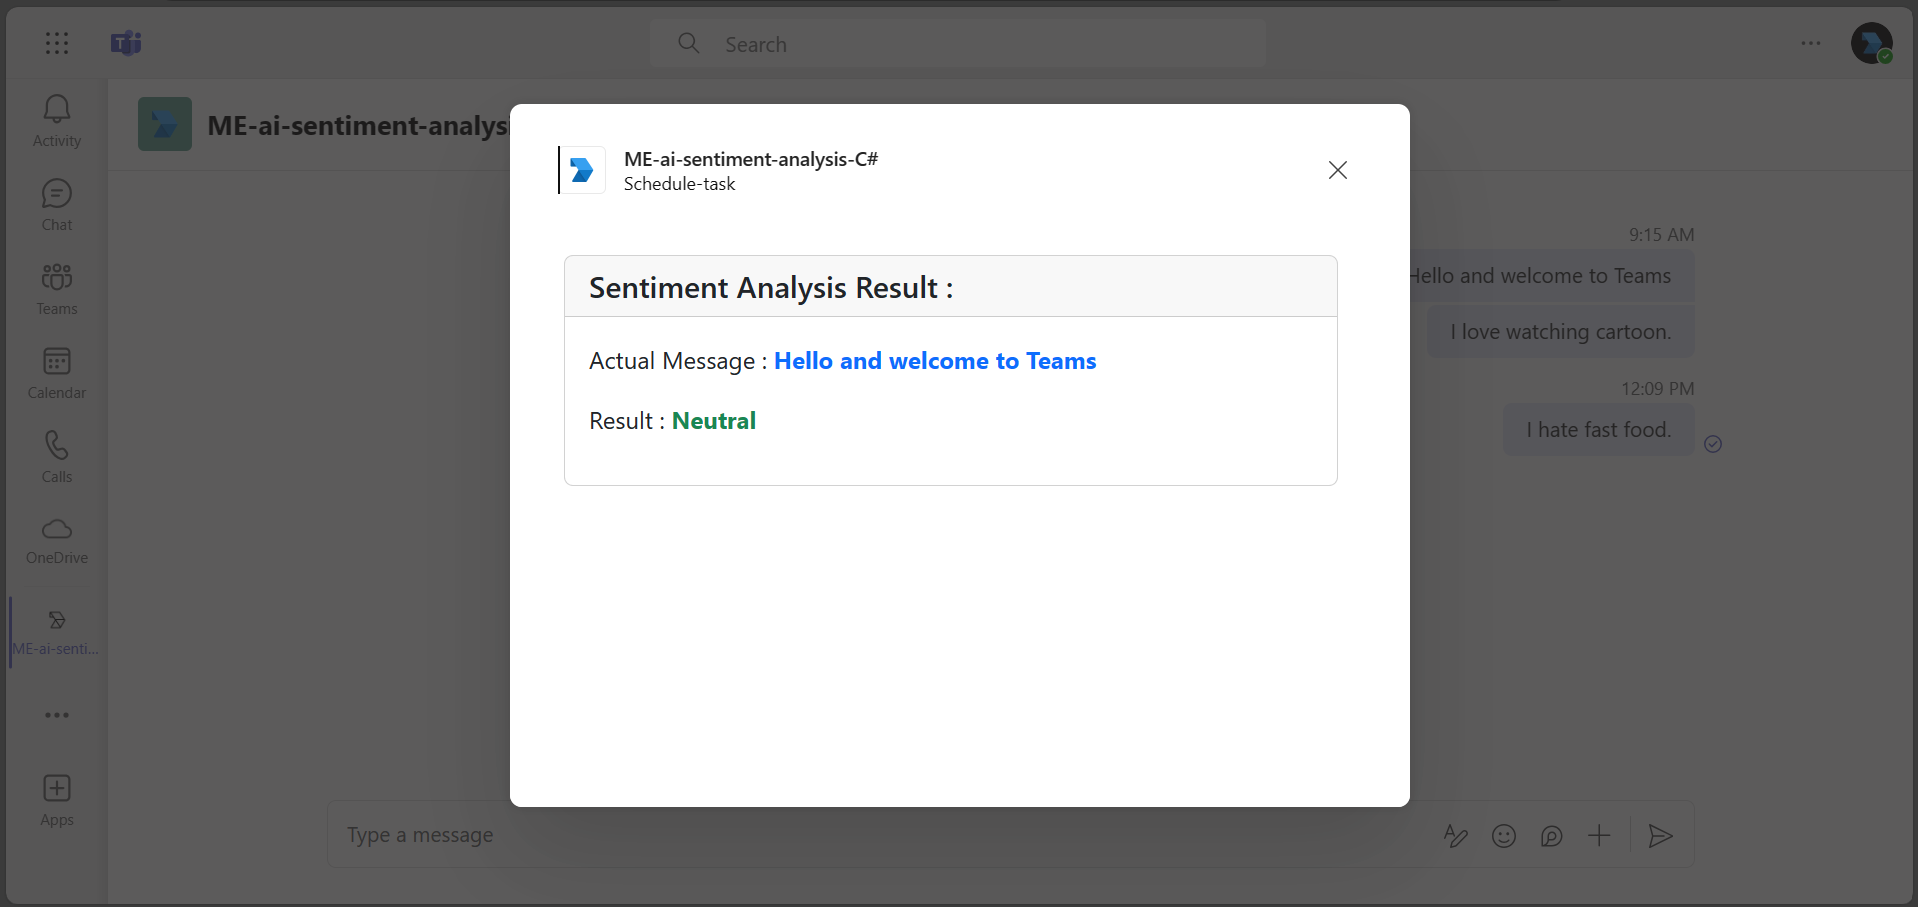 Search
Activity
Chat
Teams
Calendar
Calls
OneDrive
ME-ai-senti...
Apps
ME-ai-sentiment-analysi
ME-ai-sentiment-analysis-C#
Schedule-task
Sentiment Analysis Result :
Actual Message : Hello and welcome to Teams
Result : Neutral
9:15 AM
Hello and welcome to Teams
I love watching cartoon.
12:09 PM
I hate fast food.
Type a message